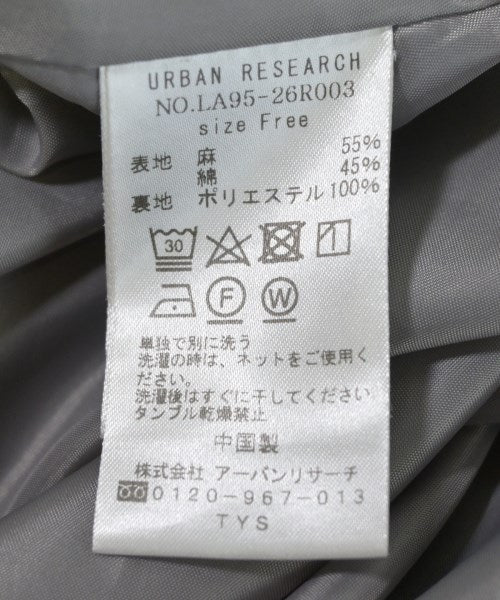 URBAN RESEARCH
NO.LA95-26R003
size Free
表地 麻 55%
綿 45%
裏地 ポリエステル 100%
30
F W
単独で別に洗う
洗濯の時は、ネットをご使用く
ださい。
洗濯後はすぐに干してください
タンブル乾燥禁止
中国製
株式会社 アーバンリサーチ
0120-967-013
TYS